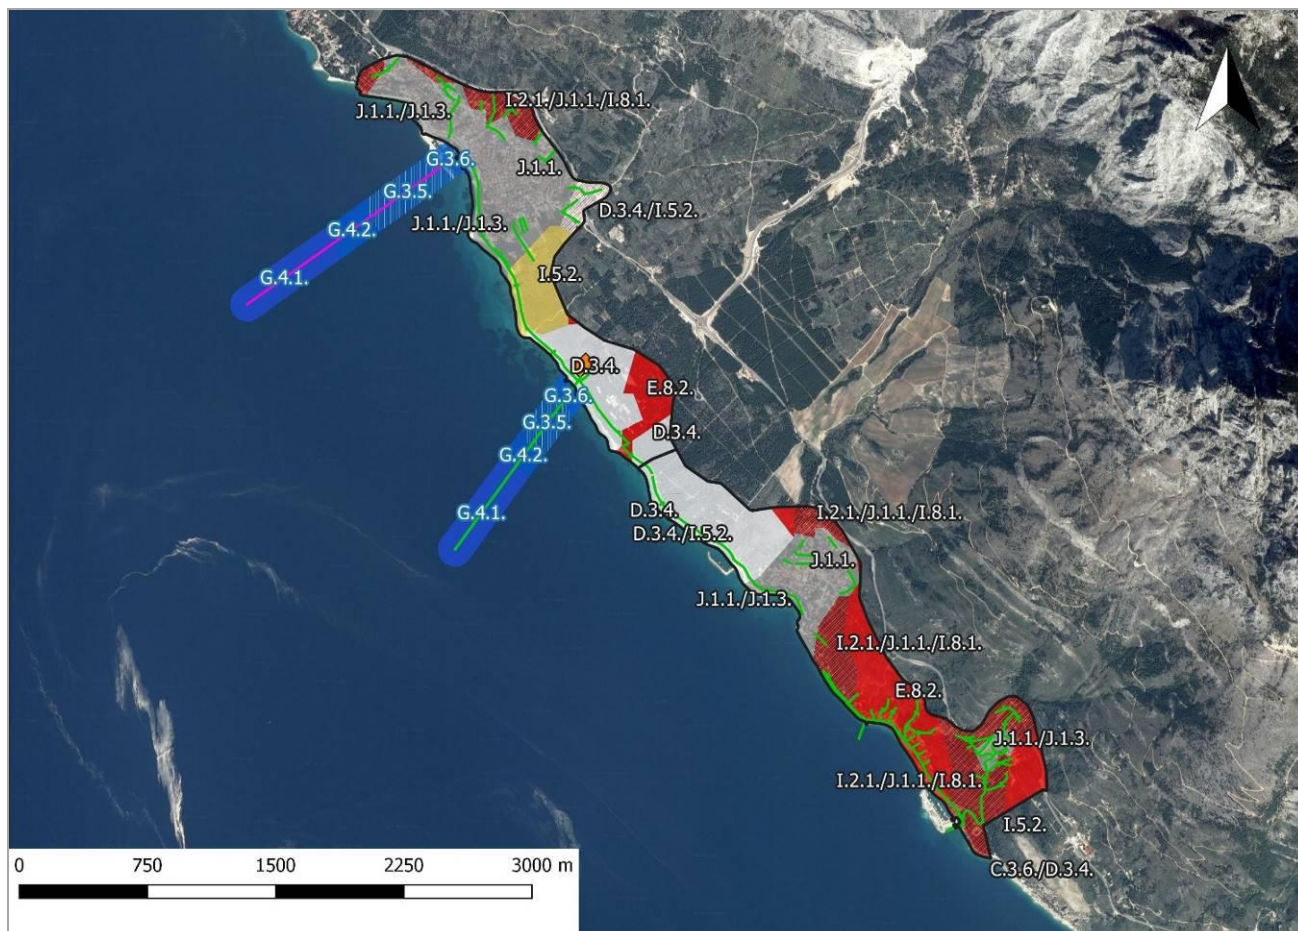 I.2.1./J.1.1./I.8.1.
J.1.1./J.1.3.
G.3.6.
J.1.1.
G.3.5.
D.3.4./I.5.2.
J.1.1./J.1.3.
G.4.2.
G.4.1.
I.5.2.
D.3.4.
E.8.2.
G.3.6.
G.3.5.
D.3.4.
G.4.2.
G.4.1.
D.3.4.
I.2.1./J.1.1./I.8.1.
D.3.4./I.5.2.
J.1.1.
J.1.1./J.1.3.
I.2.1./J.1.1./I.8.1.
E.8.2.
J.1.1./J.1.3.
I.2.1./J.1.1./I.8.1.
I.5.2.
C.3.6./D.3.4.
0 750 1500 2250 3000 m